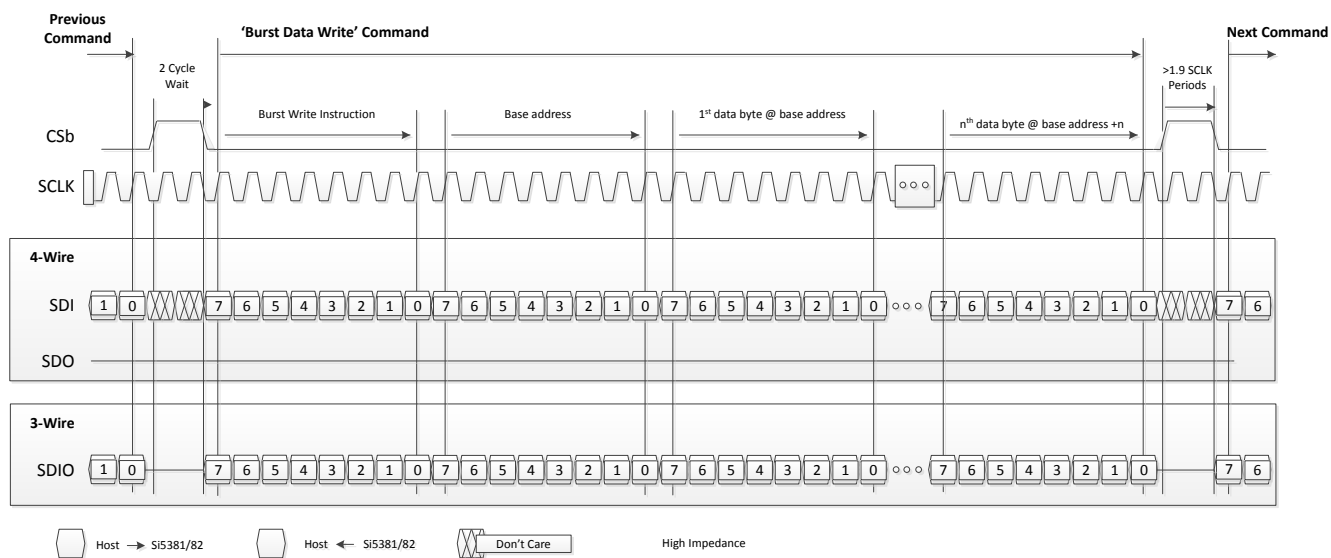 Previous Command
'Burst Data Write' Command
Next Command
2 Cycle Wait
>1.9 SCLK Periods
Burst Write Instruction
Base address
1st data byte @ base address
nth data byte @ base address +n
CSb
SCLK
4-Wire
SDI 1 0 7 6 5 4 3 2 1 0 7 6 5 4 3 2 1 0 7 6 5 4 3 2 1 0 7 6 5 4 3 2 1 0 7 6
SDO
3-Wire
SDIO 1 0 7 6 5 4 3 2 1 0 7 6 5 4 3 2 1 0 7 6 5 4 3 2 1 0 7 6 5 4 3 2 1 0 7 6
Host → Si5381/82
Host ← Si5381/82
Don't Care
High Impedance